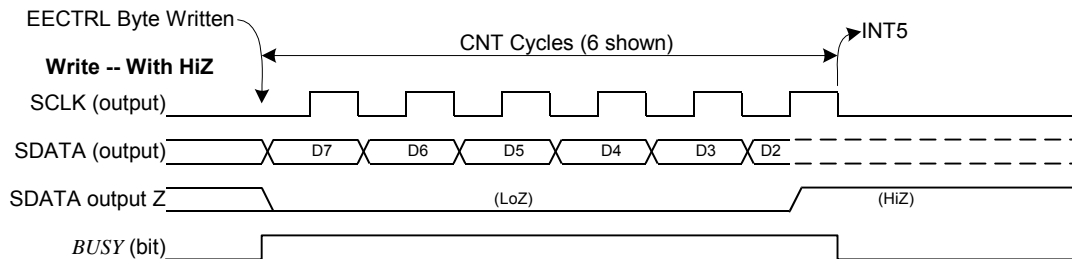 EECTRL Byte Written
CNT Cycles (6 shown)
INT5
Write -- With HiZ
SCLK (output)
SDATA (output)
D7 D6 D5 D4 D3 D2
SDATA output Z
(LoZ)
(HiZ)
BUSY (bit)